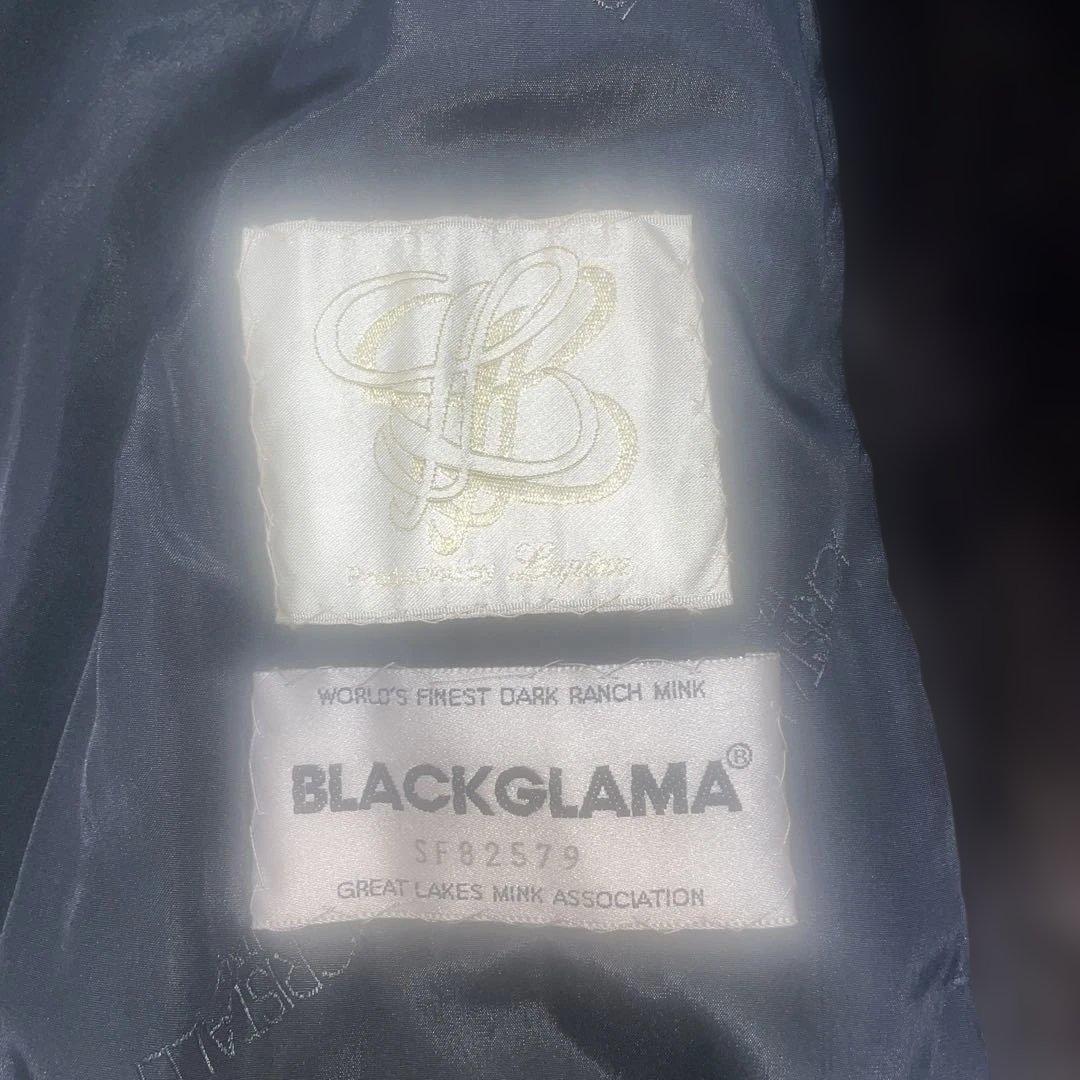 WORLD'S FINEST DARK RANCH MINK
BLACKGLAMA®
SF82579
GREAT LAKES MINK ASSOCIATION